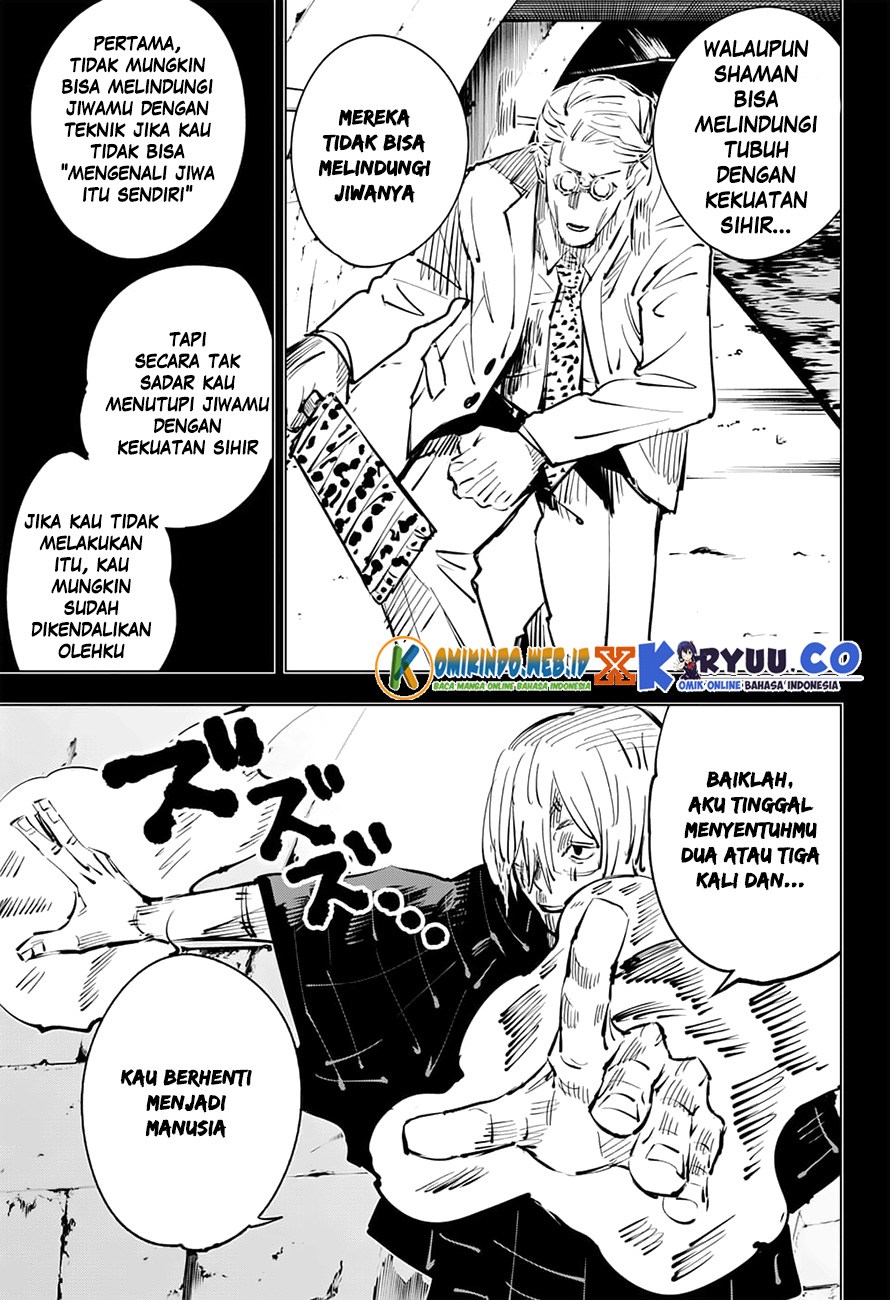 WALAUPUN
SHAMAN
BISA
MELINDUNGI
TUBUH
DENGAN
KEKUATAN
SIHIR...
MEREKA
TIDAK BISA
MELINDUNGI
JIWANYA
PERTAMA,
TIDAK MUNGKIN
BISA MELINDUNGI
JIWAMU DENGAN
TEKNIK JIKA KAU
TIDAK BISA
"MENGENALI JIWA
ITU SENDIRI"
TAPI
SECARA TAK
SADAR KAU
MENUTUPI JIWAMU
DENGAN
KEKUATAN SIHIR
JIKA KAU TIDAK
MELAKUKAN
ITU, KAU
MUNGKIN
SUDAH
DIKENDALIKAN
OLEHKU
KOMIKINDO.WEB.ID X KIRYUU.CO
BACA MANGA ONLINE BAHASA INDONESIA
KOMIK ONLINE BAHASA INDONESIA
BAIKLAH,
AKU TINGGAL
MENYENTUHMU
DUA ATAU TIGA
KALI DAN...
ズズズ...
KAU BERHENTI
MENJADI
MANUSIA